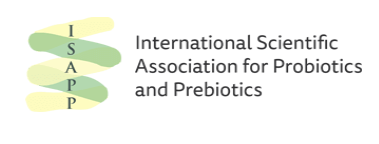 I
S
A
P
P
International Scientific
Association for Probiotics
and Prebiotics